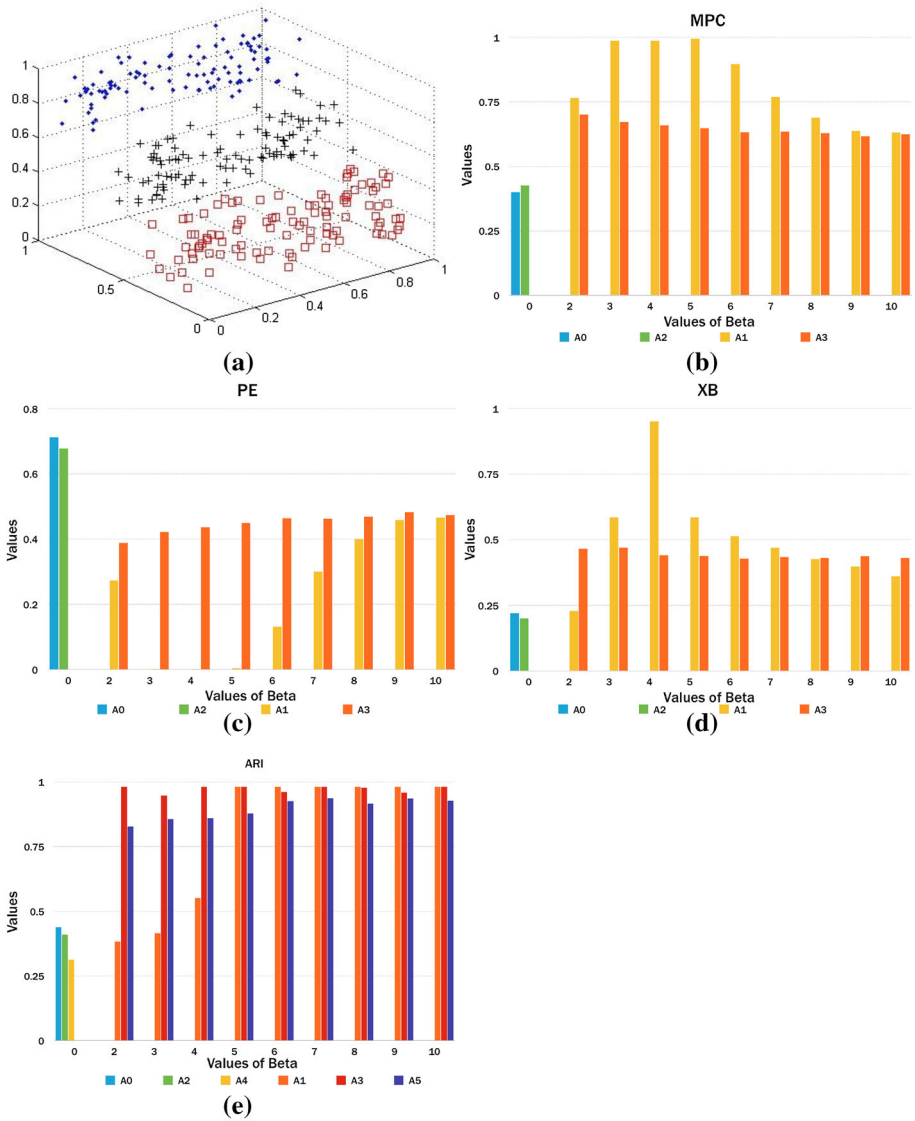 1
0.8
0.6
0.4
0.2
0
1
0.5
0
0
0.2
0.4
0.6
0.8
1
(a)
MPC
Values
1
0.75
0.5
0.25
0
0 2 3 4 5 6 7 8 9 10
Values of Beta
A0 A2 A1 A3
(b)
PE
Values
0.8
0.6
0.4
0.2
0
0 2 3 4 5 6 7 8 9 10
Values of Beta
A0 A2 A1 A3
(c)
XB
Values
1
0.75
0.5
0.25
0
0 2 3 4 5 6 7 8 9 10
Values of Beta
A0 A2 A1 A3
(d)
ARI
Values
1
0.75
0.5
0.25
0
0 2 3 4 5 6 7 8 9 10
Values of Beta
A0 A2 A4 A1 A3 A5
(e)